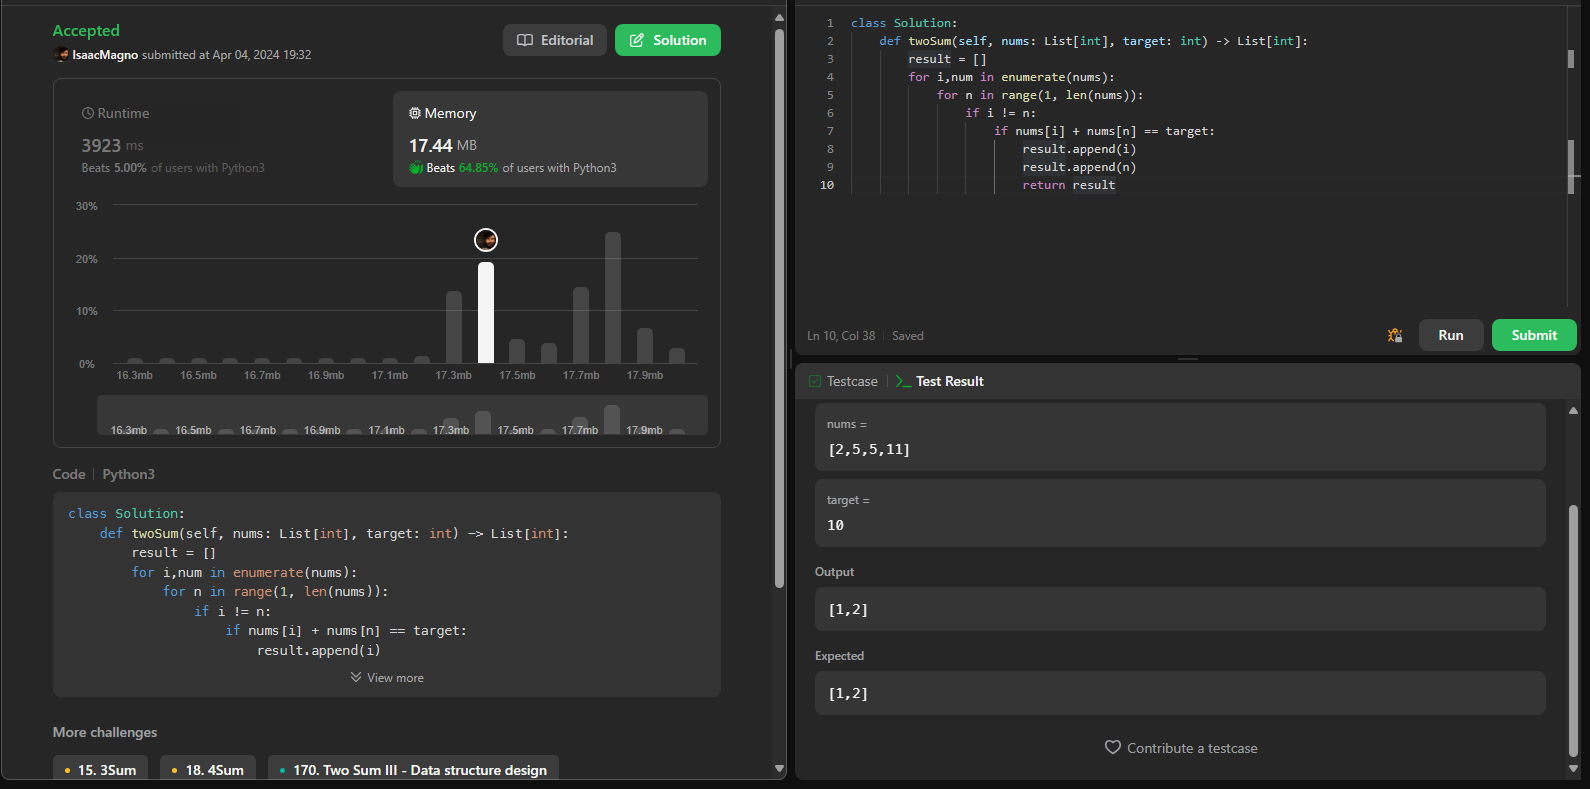 Accepted
IsaacMagno submitted at Apr 04, 2024 19:32
Editorial
Solution
Runtime
3923 ms
Beats 5.00% of users with Python3
Memory
17.44 MB
Beats 64.85% of users with Python3
30%
20%
10%
0%
16.3mb 16.5mb 16.7mb 16.9mb 17.1mb 17.3mb 17.5mb 17.7mb 17.9mb
16.3mb 16.5mb 16.7mb 16.9mb 17.1mb 17.3mb 17.5mb 17.7mb 17.9mb
Code | Python3
class Solution:
    def twoSum(self, nums: List[int], target: int) -> List[int]:
        result = []
        for i,num in enumerate(nums):
            for n in range(1, len(nums)):
                if i != n:
                    if nums[i] + nums[n] == target:
                        result.append(i)
View more
More challenges
15. 3Sum
18. 4Sum
170. Two Sum III - Data structure design
1 class Solution:
2     def twoSum(self, nums: List[int], target: int) -> List[int]:
3         result = []
4         for i,num in enumerate(nums):
5             for n in range(1, len(nums)):
6                 if i != n:
7                     if nums[i] + nums[n] == target:
8                         result.append(i)
9                         result.append(n)
10                         return result
Ln 10, Col 38 | Saved
Run
Submit
Testcase | Test Result
nums =
[2,5,5,11]
target =
10
Output
[1,2]
Expected
[1,2]
Contribute a testcase